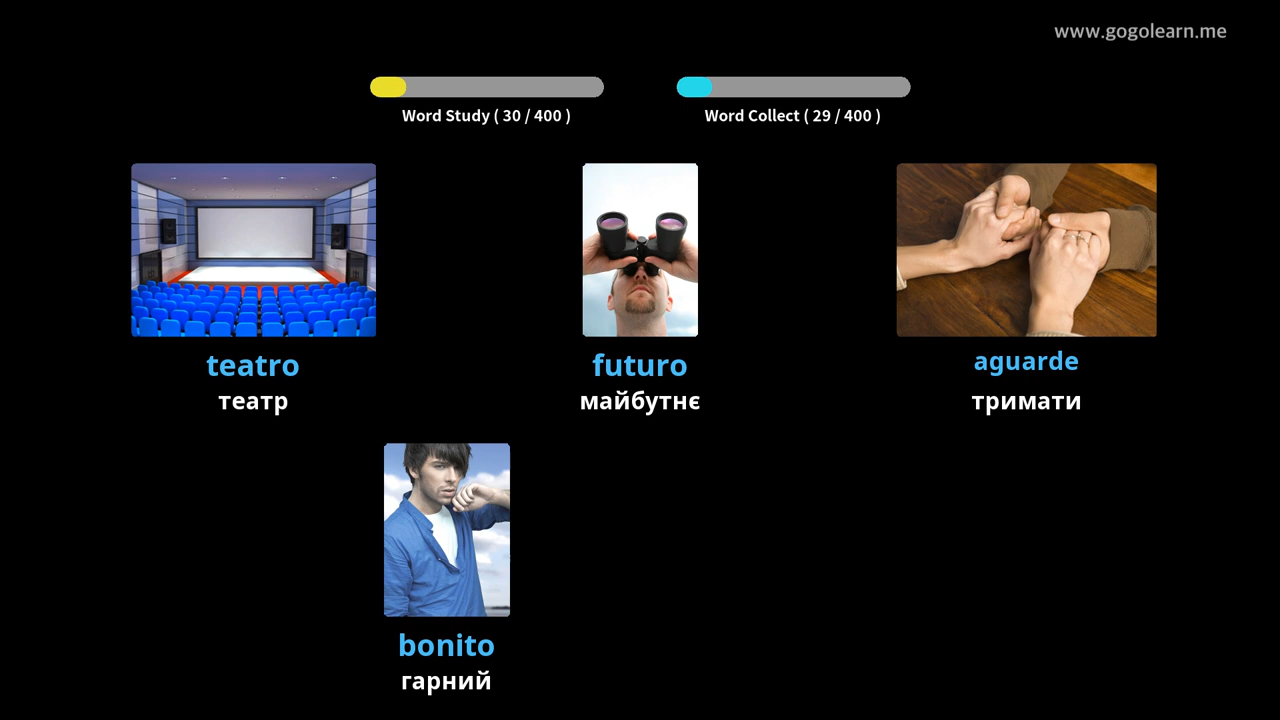 www.gogolearn.me
Word Study ( 30 / 400 )
Word Collect ( 29 / 400 )
teatro
театр
futuro
майбутнє
aguarde
тримати
bonito
гарний